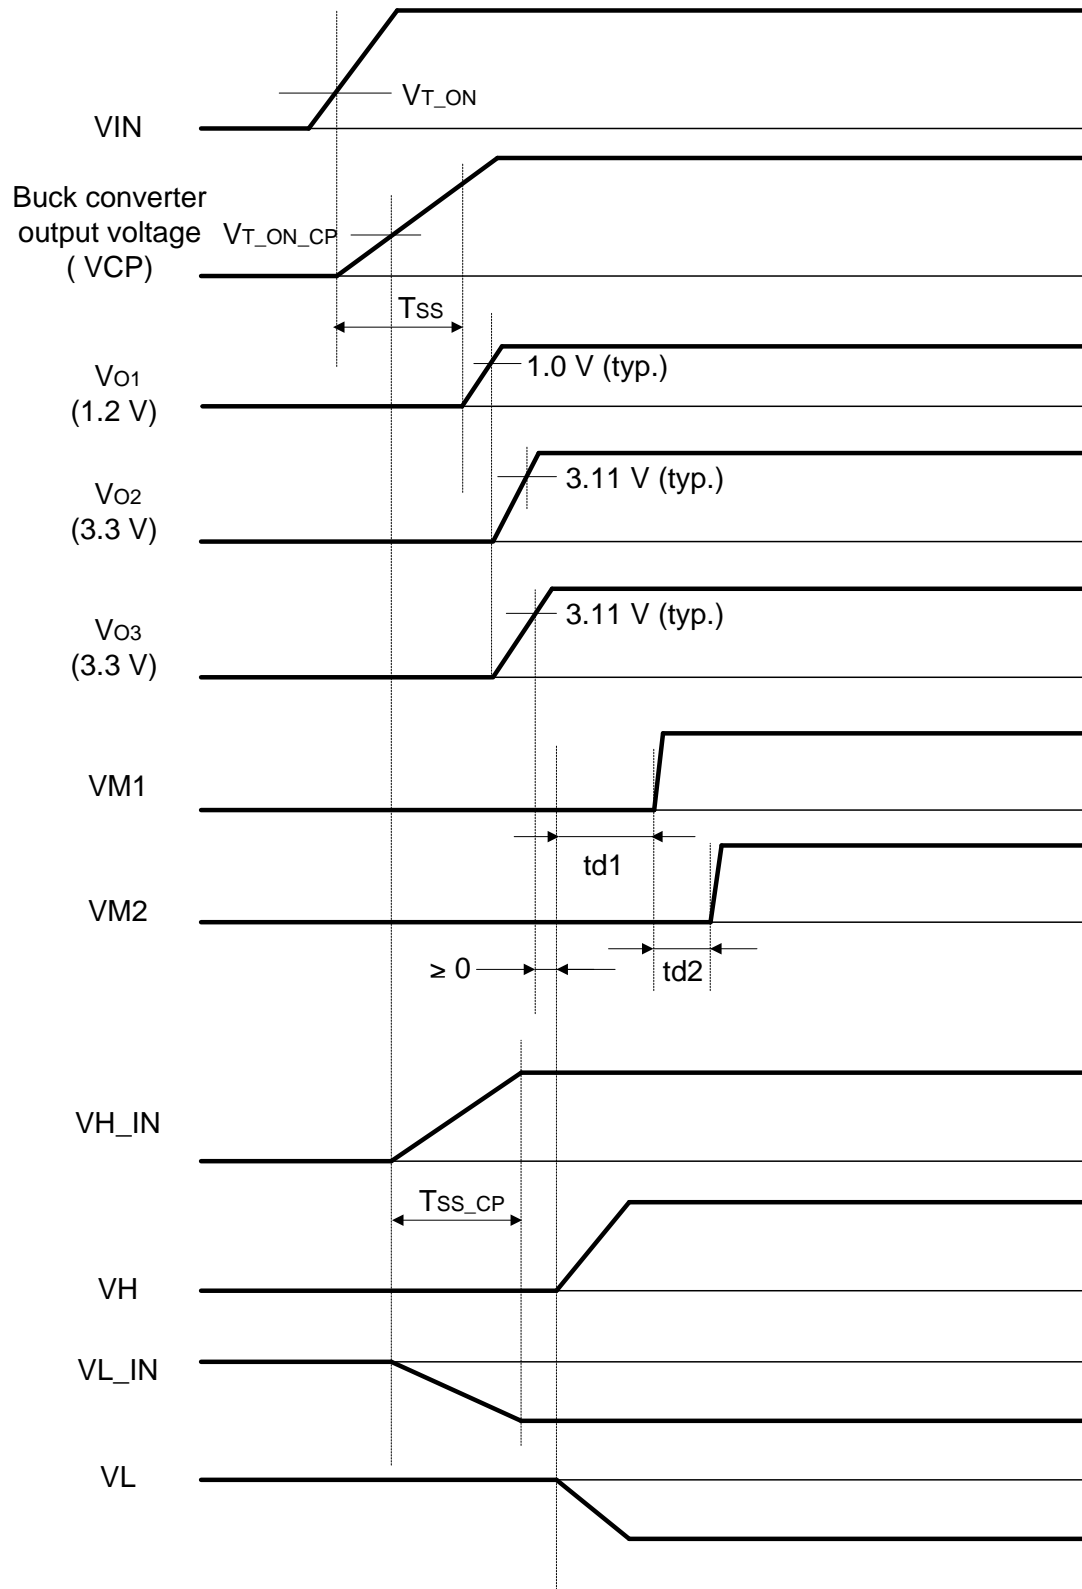 VT_ON
VIN
Buck converter
output voltage
( VCP)
VT_ON_CP
TSS
VO1
(1.2 V)
1.0 V (typ.)
VO2
(3.3 V)
3.11 V (typ.)
VO3
(3.3 V)
3.11 V (typ.)
VM1
td1
VM2
≥ 0
td2
VH_IN
TSS_CP
VH
VL_IN
VL